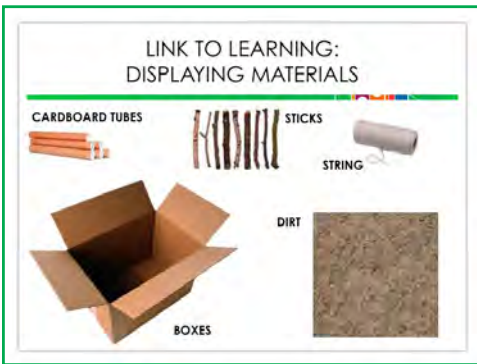 LINK TO LEARNING:
DISPLAYING MATERIALS
CARDBOARD TUBES
STICKS
STRING
DIRT
BOXES